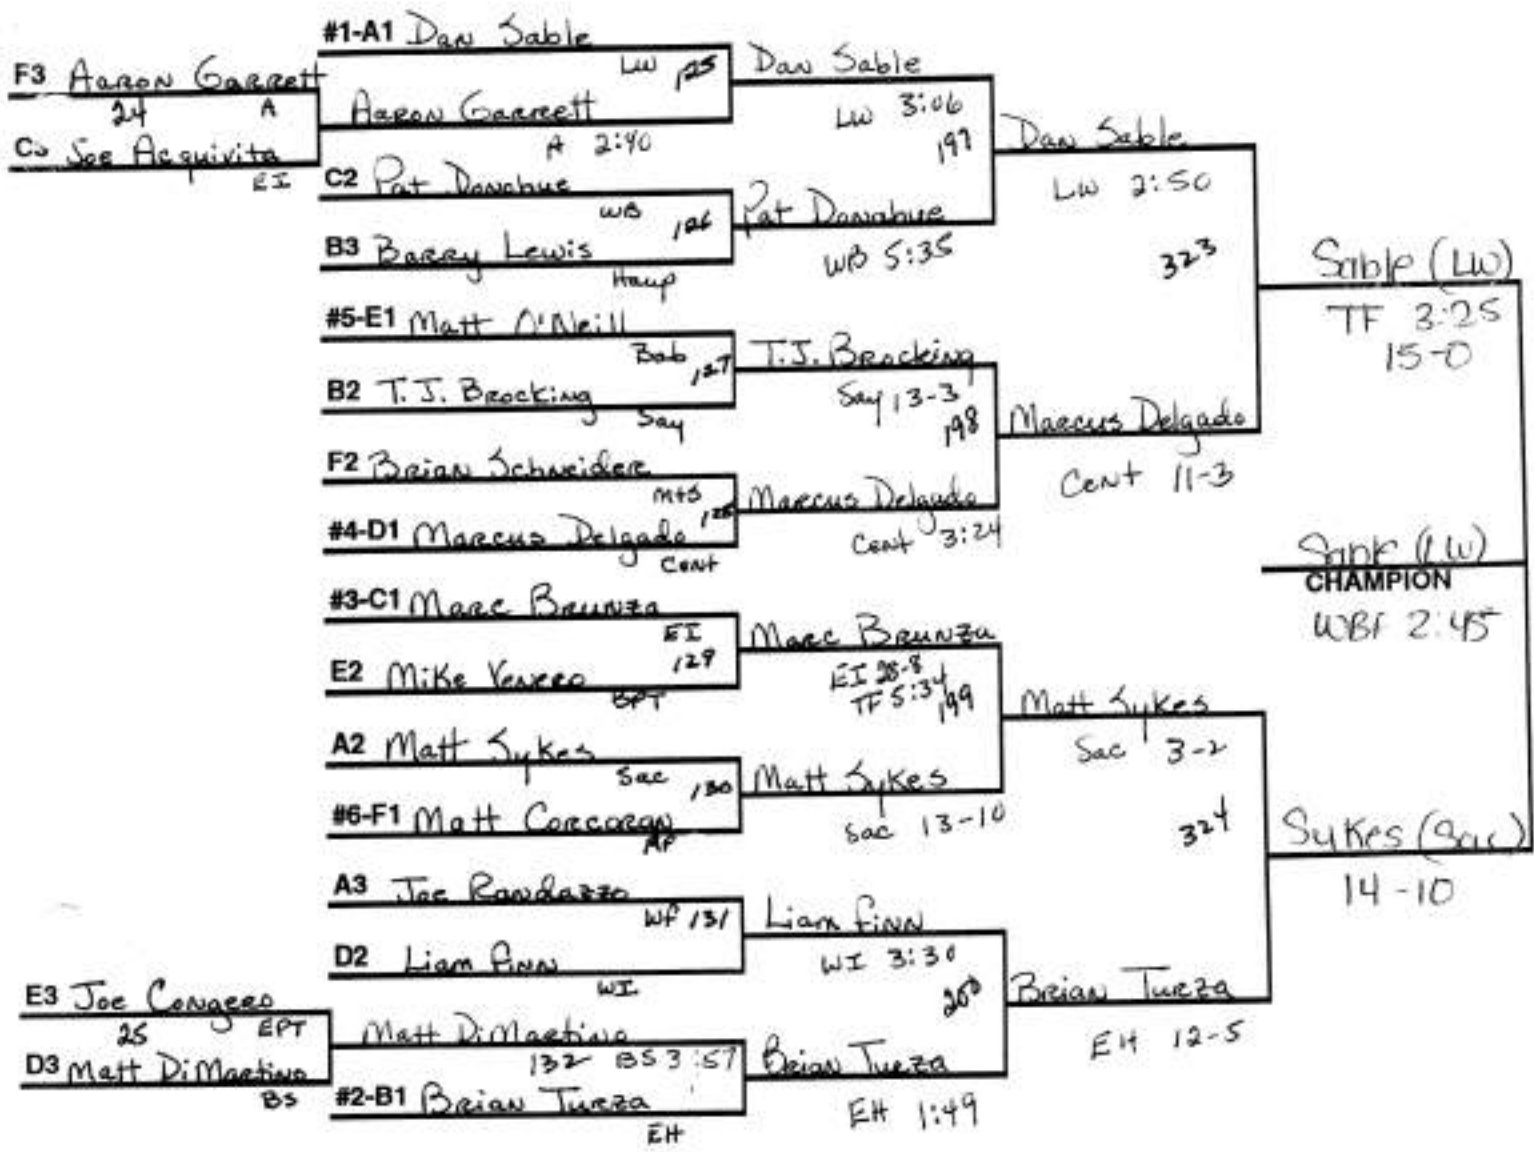 #1-A1 Dan Sable
LW 125
F3 Aaron Garrett
24 A
Joe Acquivita
EI
Aaron Garrett
A 2:40
C2 Pat Donohue
WB 126
B3 Barry Lewis
Haup
#5-E1 Matt O'Neill
Bab 127
B2 T.J. Brocking
Say
F2 Brian Schneider
MtS 128
#4-D1 Marcus Delgado
Cent
#3-C1 Marc Brunza
EI
129
E2 Mike Venero
BPT
A2 Matt Sykes
Sac 130
#6-F1 Matt Corcoran
AP
A3 Joe Randazzo
WF 131
D2 Liam Finn
WI
E3 Joe Congero
25 EPT
D3 Matt DiMartino
BS
Matt DiMartino
132 BS 3:57
#2-B1 Brian Turza
EH
Dan Sable
LW 3:06
197
Pat Donahue
WB 5:35
T.J. Brocking
Say 13-3
198
Marcus Delgado
Cent 3:24
Marc Brunza
EI 28-8
TF 5:34
199
Matt Sykes
Sac 13-10
Liam Finn
WI 3:30
200
Brian Turza
EH 1:49
Dan Sable
LW 2:50
323
Marcus Delgado
Cent 11-3
Matt Sykes
Sac 3-2
324
Brian Turza
EH 12-5
Sable (LW)
TF 3:25
15-0
Sable (LW)
CHAMPION
WBF 2:45
Sykes (Sac)
14-10